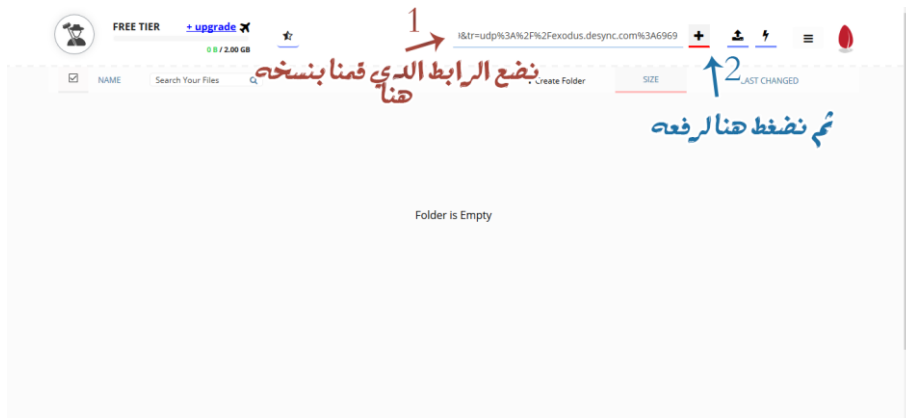 FREE TIER + upgrade
0 B / 2.00 GB
1
!&tr=udp%3A%2F%2Fexodus.desync.com%3A6969
نضع الرابط الدي قمنا بنسخه
هنا
2
ثم نضغط هنا لرفعه
NAME
Search Your Files
Create Folder
SIZE
LAST CHANGED
Folder is Empty